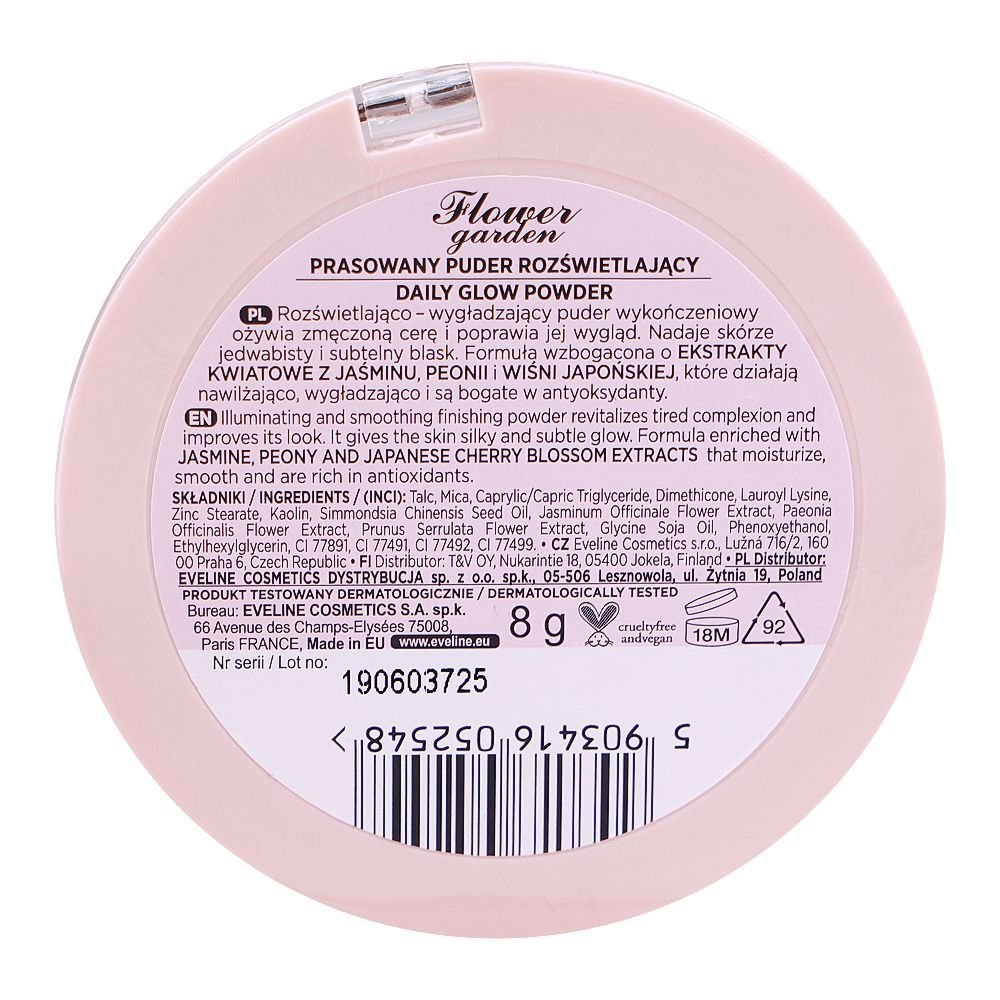 Flower
garden
PRASOWANY PUDER ROZŚWIETLAJĄCY
DAILY GLOW POWDER
PL Rozświetlająco – wygładzający puder wykończeniowy
ożywia zmęczoną cerę i poprawia jej wygląd. Nadaje skórze
jedwabisty i subtelny blask. Formuła wzbogacona o EKSTRAKTY
KWIATOWE Z JAŚMINU, PEONII i WIŚNI JAPOŃSKIEJ, które działają
nawilżająco, wygładzająco i są bogate w antyoksydanty.
EN Illuminating and smoothing finishing powder revitalizes tired complexion and
improves its look. It gives the skin silky and subtle glow. Formula enriched with
JASMINE, PEONY AND JAPANESE CHERRY BLOSSOM EXTRACTS that moisturize,
smooth and are rich in antioxidants.
SKŁADNIKI / INGREDIENTS / (INCI): Talc, Mica, Caprylic/Capric Triglyceride, Dimethicone, Lauroyl Lysine,
Zinc Stearate, Kaolin, Simmondsia Chinensis Seed Oil, Jasminum Officinale Flower Extract, Paeonia
Officinalis Flower Extract, Prunus Serrulata Flower Extract, Glycine Soja Oil, Phenoxyethanol,
Ethylhexylglycerin, CI 77891, CI 77491, CI 77492, CI 77499. • CZ Eveline Cosmetics s.r.o., Lužná 716/2, 160
00 Praha 6, Czech Republic • FI Distributor: T&V OY, Nukarintie 18, 05400 Jokela, Finland • PL Distributor:
EVELINE COSMETICS DYSTRYBUCJA sp. z o.o. sp.k., 05-506 Lesznowola, ul. Żytnia 19, Poland
PRODUKT TESTOWANY DERMATOLOGICZNIE / DERMATOLOGICALLY TESTED
Bureau: EVELINE COSMETICS S.A. sp.k.
66 Avenue des Champs-Elysées 75008,
Paris FRANCE, Made in EU www.eveline.eu
8 g
crueltyfree
andvegan
18M
92
Nr serii / Lot no:
190603725
5 903416 052548 >